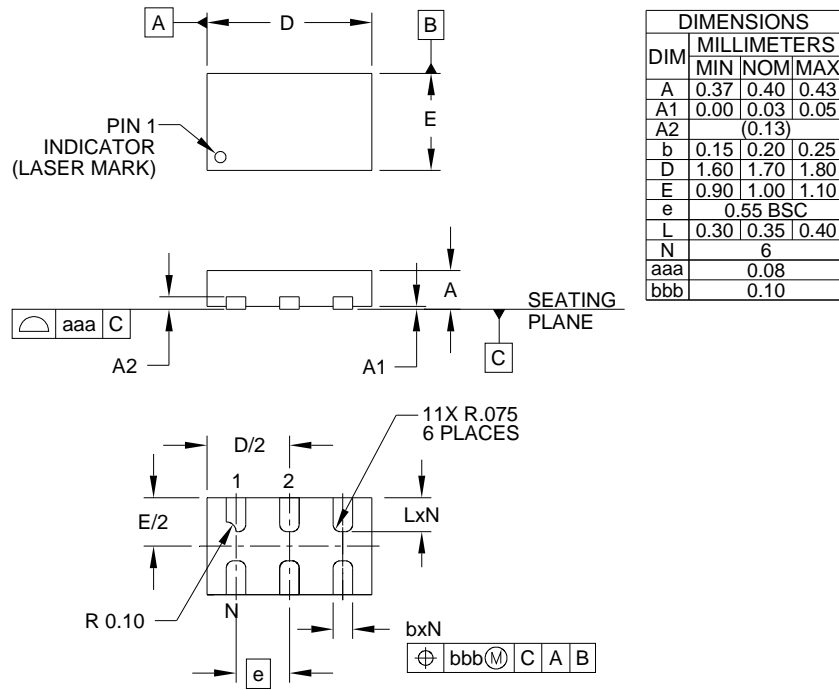 A
D
B
E
PIN 1
INDICATOR
(LASER MARK)
DIMENSIONS
DIM MILLIMETERS
MIN NOM MAX
A 0.37 0.40 0.43
A1 0.00 0.03 0.05
A2 (0.13)
b 0.15 0.20 0.25
D 1.60 1.70 1.80
E 0.90 1.00 1.10
e 0.55 BSC
L 0.30 0.35 0.40
N 6
aaa 0.08
bbb 0.10
A
SEATING
PLANE
aaa C
A2
A1
C
11X R.075
6 PLACES
D/2
1 2
E/2
LxN
R 0.10
N
bxN
e
bbb Ⓜ C A B